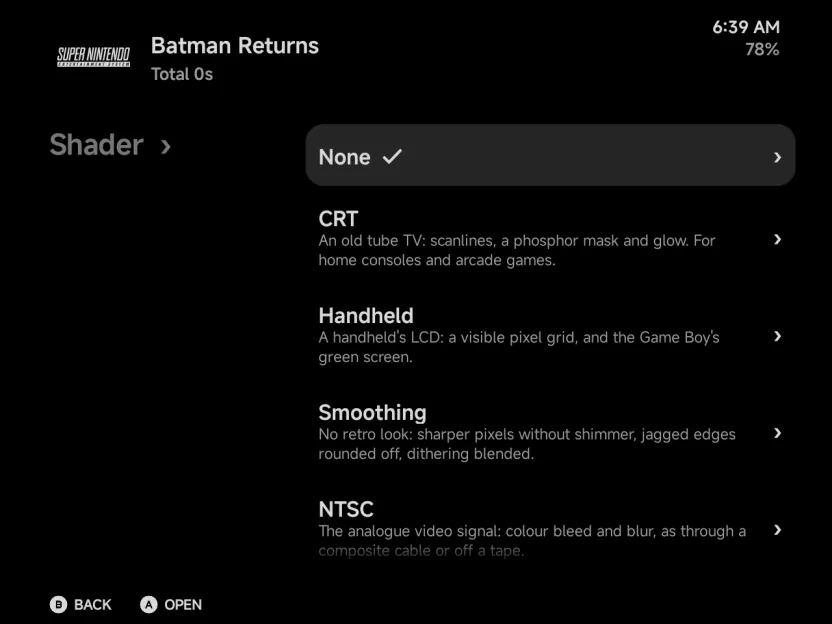 SUPER NINTENDO
ENTERTAINMENT SYSTEM
Batman Returns
Total 0s
6:39 AM
78%
Shader ›
None ✓ ›
CRT
An old tube TV: scanlines, a phosphor mask and glow. For
home consoles and arcade games.
›
Handheld
A handheld's LCD: a visible pixel grid, and the Game Boy's
green screen.
›
Smoothing
No retro look: sharper pixels without shimmer, jagged edges
rounded off, dithering blended.
›
NTSC
The analogue video signal: colour bleed and blur, as through a
composite cable or off a tape.
›
B BACK A OPEN